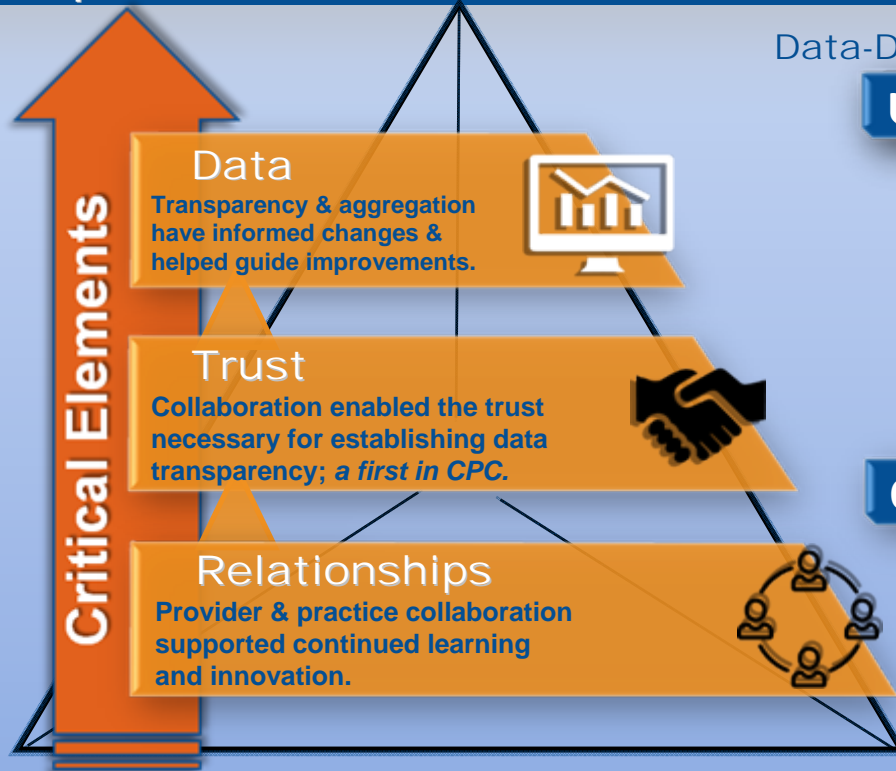 Data-D
Critical Elements
Data
Transparency & aggregation
have informed changes &
helped guide improvements.
Trust
Collaboration enabled the trust
necessary for establishing data
transparency; a first in CPC.
Relationships
Provider & practice collaboration
supported continued learning
and innovation.